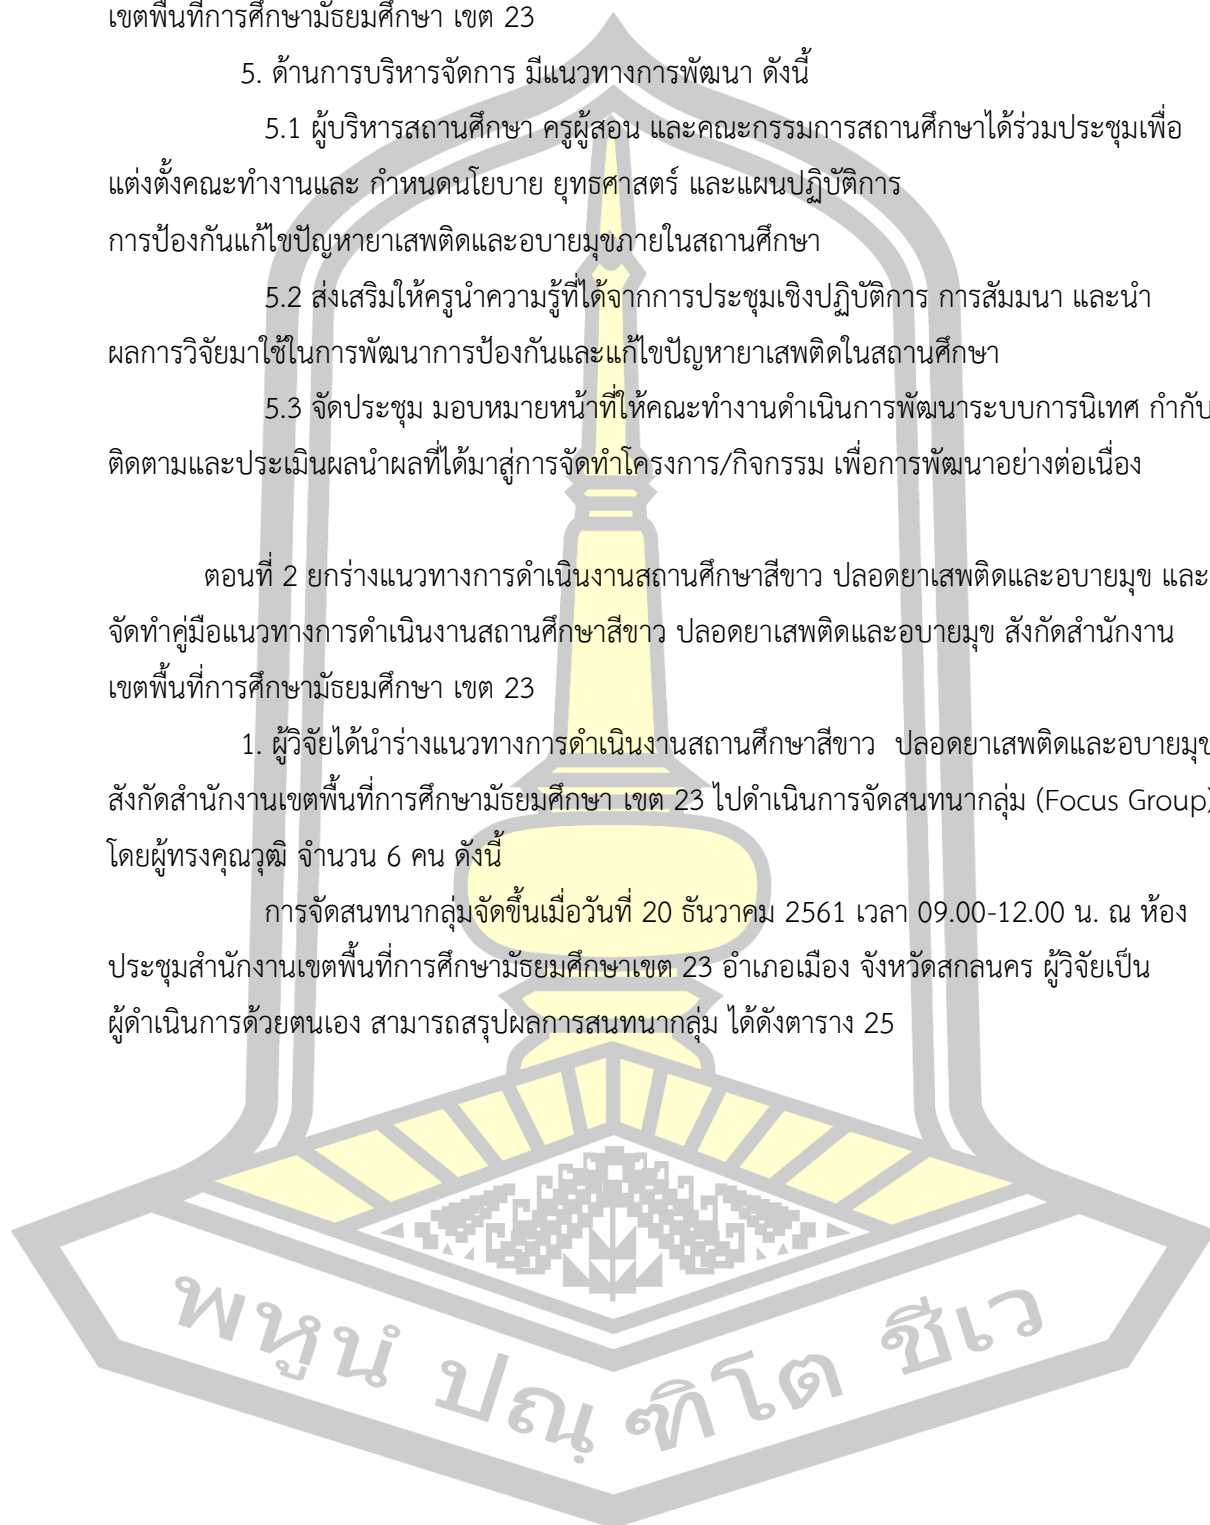 เขตพื้นที่การศึกษามัธยมศึกษา เขต 23
5. ด้านการบริหารจัดการ มีแนวทางการพัฒนา ดังนี้
5.1 ผู้บริหารสถานศึกษา ครูผู้สอน และคณะกรรมการสถานศึกษาได้ร่วมประชุมเพื่อ
แต่งตั้งคณะทำงานและ กำหนดนโยบาย ยุทธศาสตร์ และแผนปฏิบัติการ
การป้องกันแก้ไขปัญหายาเสพติดและอบายมุขภายในสถานศึกษา
5.2 ส่งเสริมให้ครูนำความรู้ที่ได้จากการประชุมเชิงปฏิบัติการ การสัมมนา และนำ
ผลการวิจัยมาใช้ในการพัฒนาการป้องกันและแก้ไขปัญหายาเสพติดในสถานศึกษา
5.3 จัดประชุม มอบหมายหน้าที่ให้คณะทำงานดำเนินการพัฒนาระบบการนิเทศ กำกับ
ติดตามและประเมินผลนำผลที่ได้มาสู่การจัดทำโครงการ/กิจกรรม เพื่อการพัฒนาอย่างต่อเนื่อง
ตอนที่ 2 ยกร่างแนวทางการดำเนินงานสถานศึกษาสีขาว ปลอดยาเสพติดและอบายมุข และ
จัดทำคู่มือแนวทางการดำเนินงานสถานศึกษาสีขาว ปลอดยาเสพติดและอบายมุข สังกัดสำนักงาน
เขตพื้นที่การศึกษามัธยมศึกษา เขต 23
1. ผู้วิจัยได้นำร่างแนวทางการดำเนินงานสถานศึกษาสีขาว ปลอดยาเสพติดและอบายมุข
สังกัดสำนักงานเขตพื้นที่การศึกษามัธยมศึกษา เขต 23 ไปดำเนินการจัดสนทนากลุ่ม (Focus Group)
โดยผู้ทรงคุณวุฒิ จำนวน 6 คน ดังนี้
การจัดสนทนากลุ่มจัดขึ้นเมื่อวันที่ 20 ธันวาคม 2561 เวลา 09.00-12.00 น. ณ ห้อง
ประชุมสำนักงานเขตพื้นที่การศึกษามัธยมศึกษาเขต 23 อำเภอเมือง จังหวัดสกลนคร ผู้วิจัยเป็น
ผู้ดำเนินการด้วยตนเอง สามารถสรุปผลการสนทนากลุ่ม ได้ดังตาราง 25
พหูนํ ปณฺฑิโต ชีเว